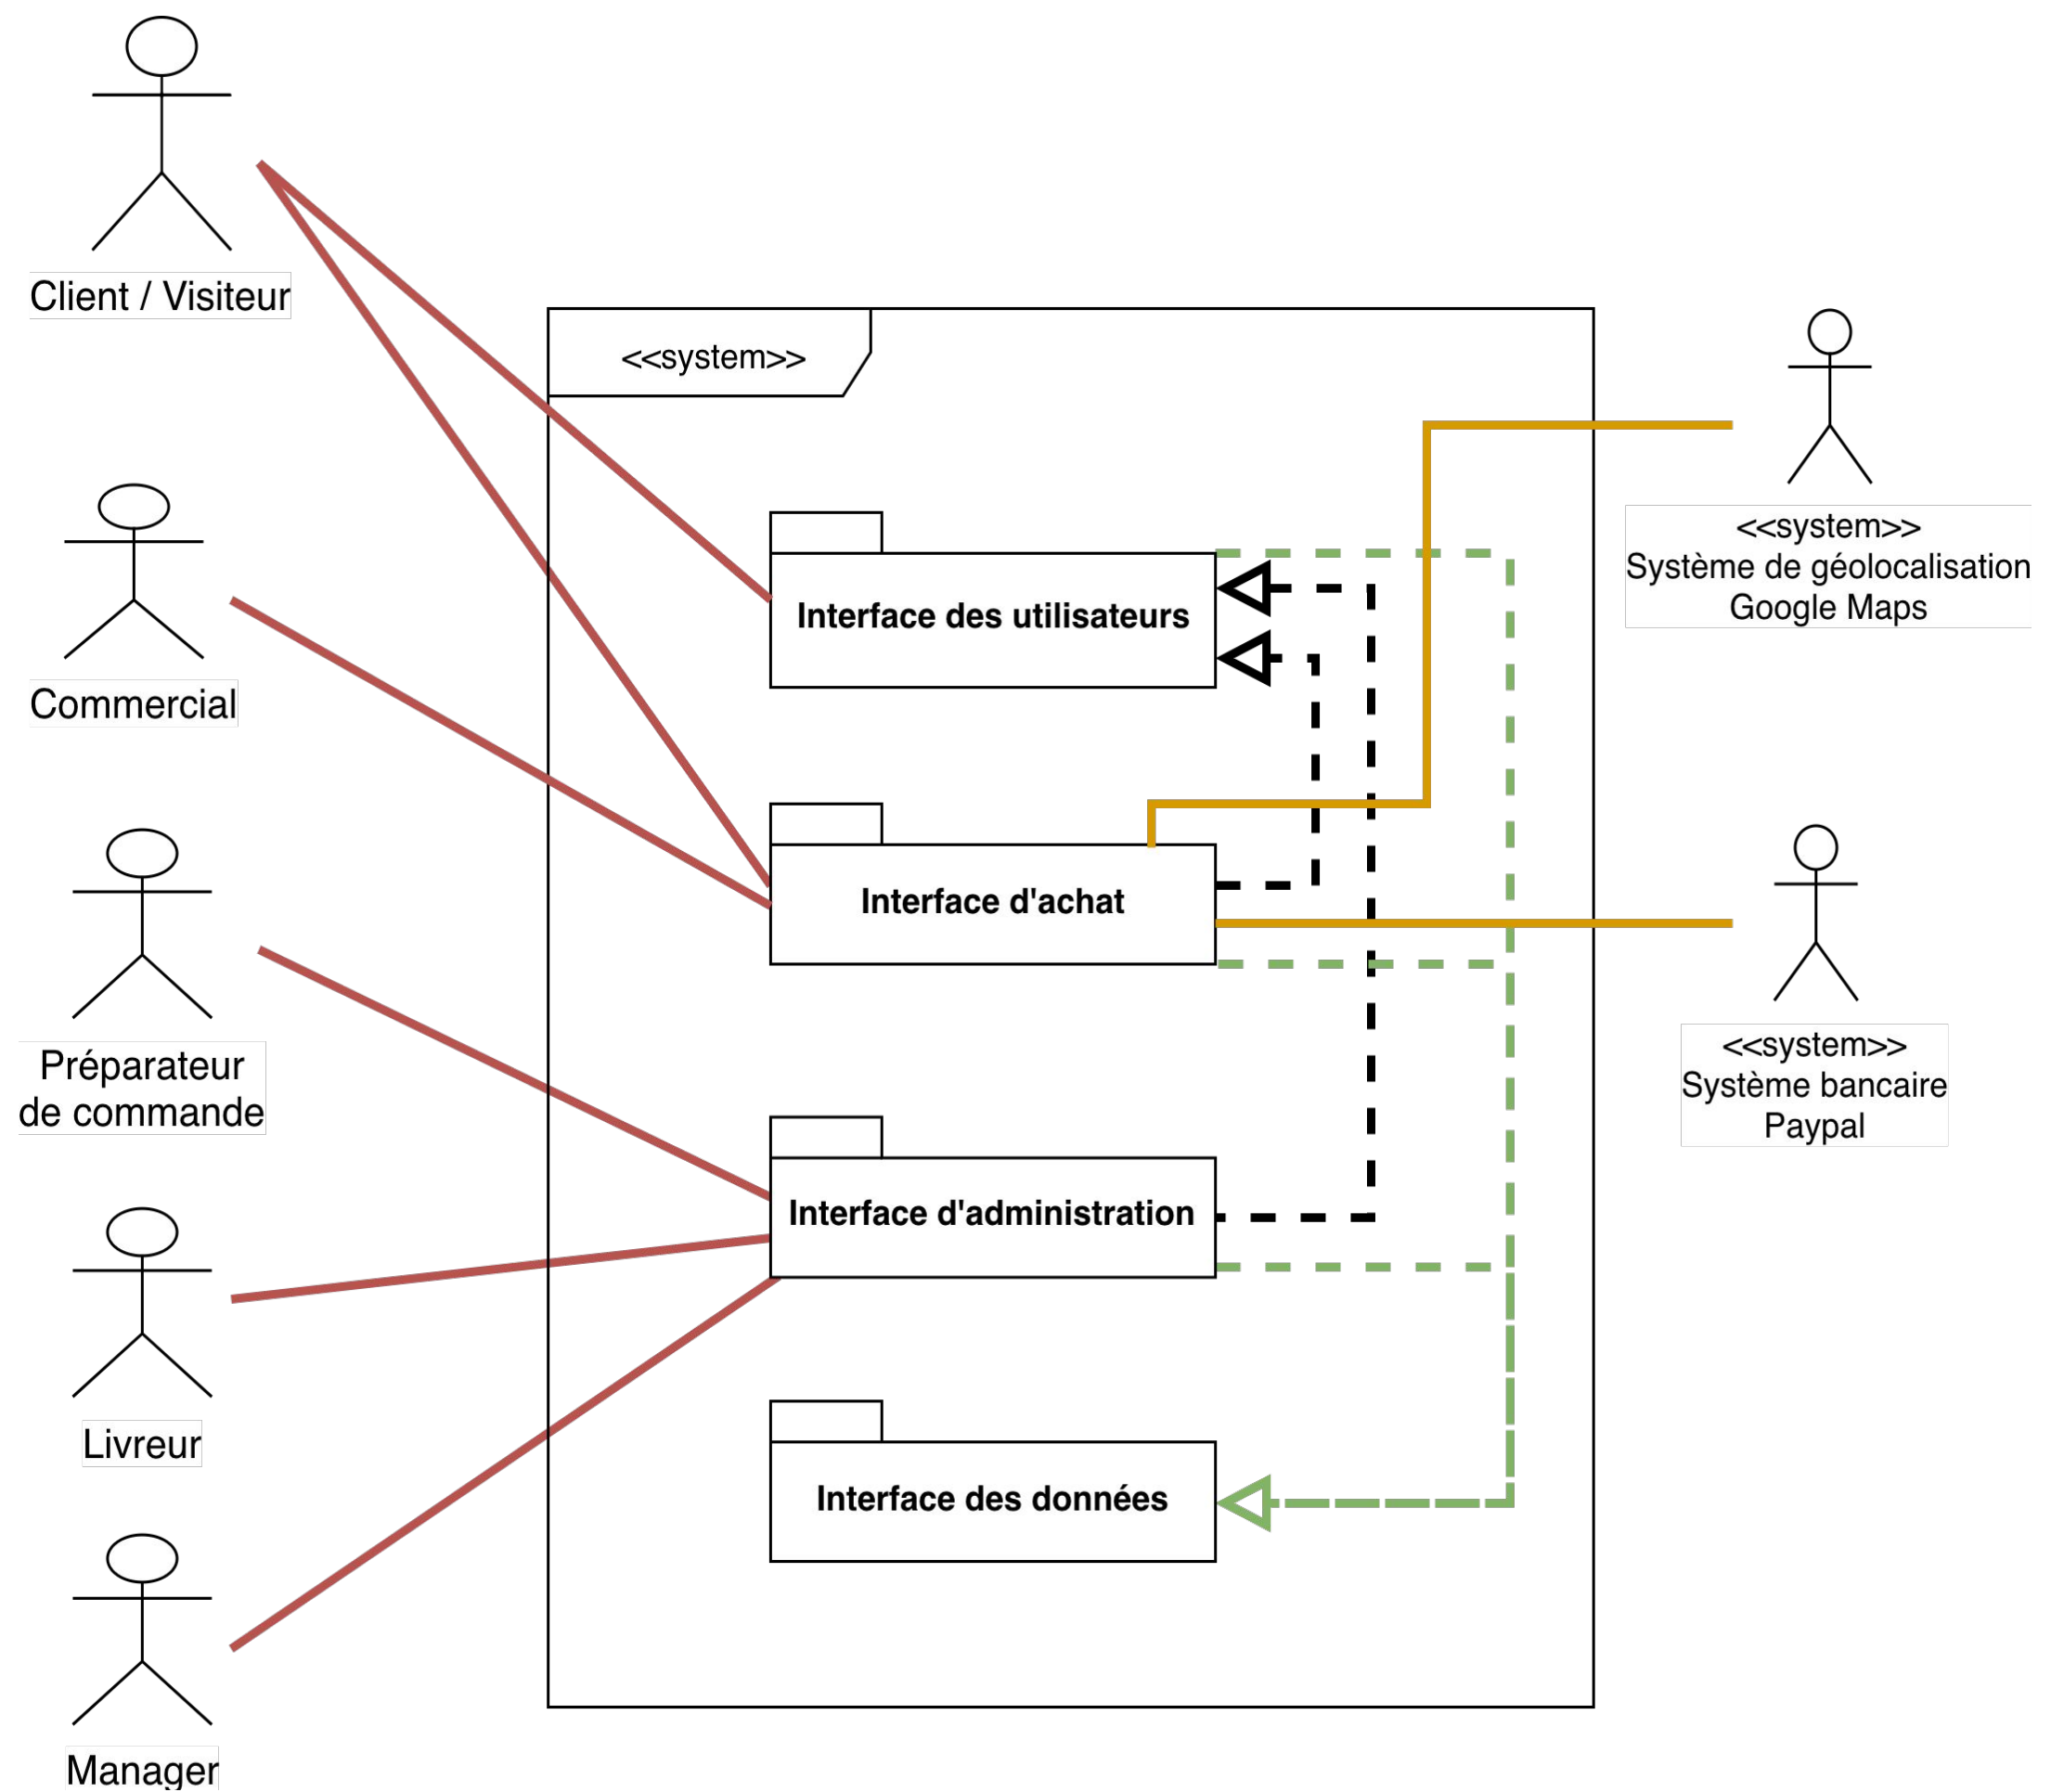 Client / Visiteur
<<system>>
<<system>>
Système de géolocalisation
Google Maps
Interface des utilisateurs
Commercial
Interface d'achat
Préparateur
de commande
<<system>>
Système bancaire
Paypal
Interface d'administration
Livreur
Interface des données
Manager